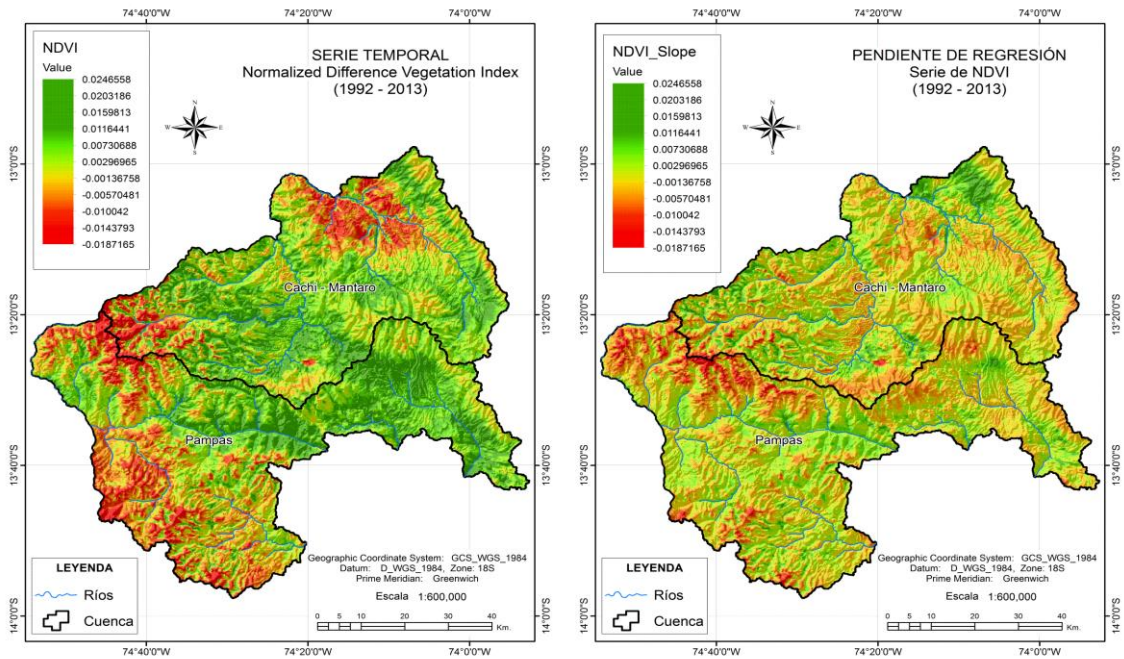 74°40'0"W
74°20'0"W
74°0'0"W
NDVI
Value
0.0246558
0.0203186
0.0159813
0.0116441
0.00730688
0.00296965
-0.00136758
-0.00570481
-0.010042
-0.0143793
-0.0187165
SERIE TEMPORAL
Normalized Difference Vegetation Index
(1992 - 2013)
N
W E
S
13°0'0"S
13°20'0"S
13°40'0"S
14°0'0"S
Cachi - Mantaro
Pampas
Geographic Coordinate System: GCS_WGS_1984
Datum: D_WGS_1984, Zone: 18S
Prime Meridian: Greenwich
Escala 1:600,000
0 5 10 20 30 40
Km.
LEYENDA
Ríos
Cuenca
74°40'0"W
74°20'0"W
74°0'0"W
74°40'0"W
74°20'0"W
74°0'0"W
NDVI_Slope
Value
0.0246558
0.0203186
0.0159813
0.0116441
0.00730688
0.00296965
-0.00136758
-0.00570481
-0.010042
-0.0143793
-0.0187165
PENDIENTE DE REGRESIÓN
Serie de NDVI
(1992 - 2013)
N
W E
S
13°0'0"S
13°20'0"S
13°40'0"S
14°0'0"S
13°0'0"S
13°20'0"S
13°40'0"S
14°0'0"S
Cachi - Mantaro
Pampas
Geographic Coordinate System: GCS_WGS_1984
Datum: D_WGS_1984, Zone: 18S
Prime Meridian: Greenwich
Escala 1:600,000
0 5 10 20 30 40
Km.
LEYENDA
Ríos
Cuenca
74°40'0"W
74°20'0"W
74°0'0"W
13°0'0"S
13°20'0"S
13°40'0"S
14°0'0"S